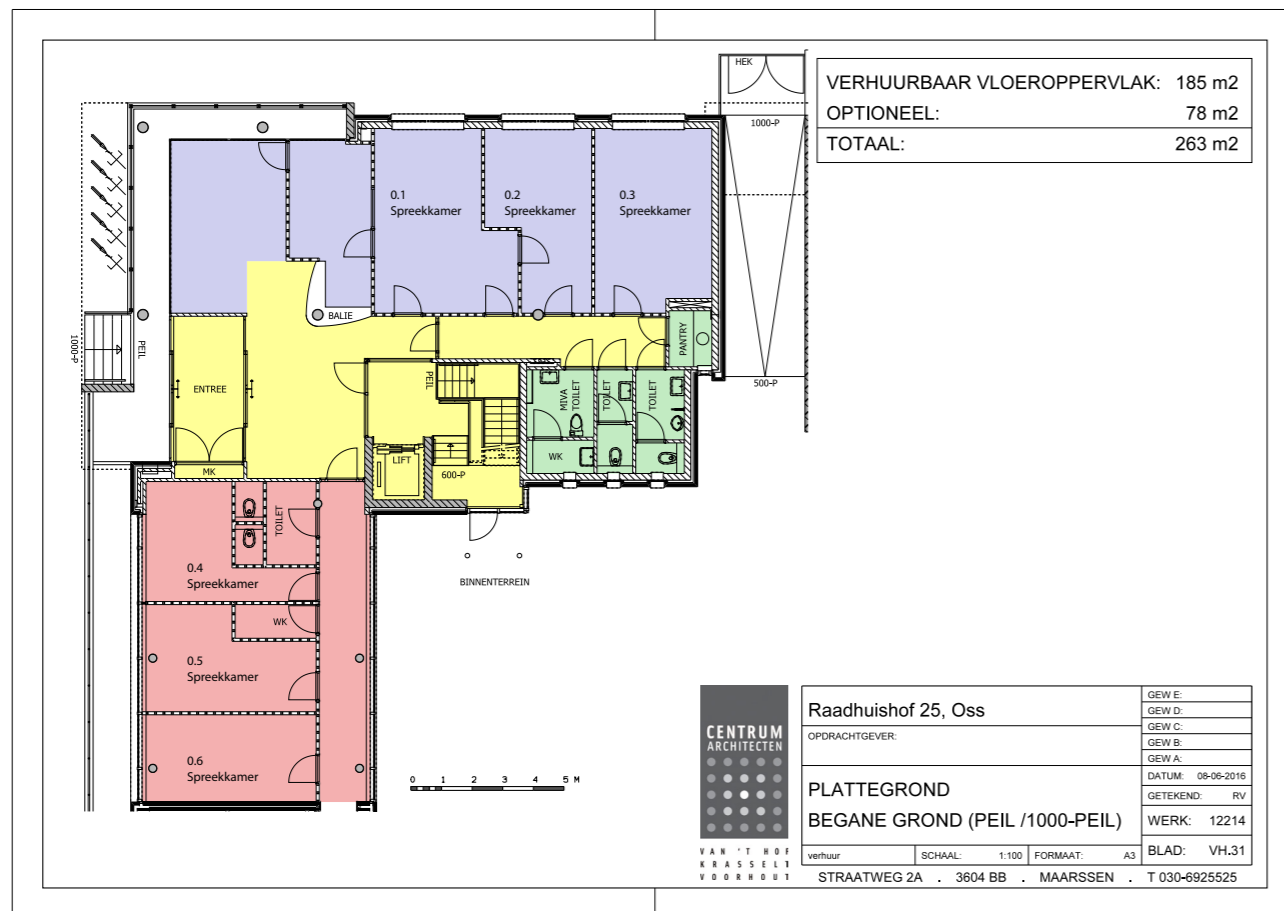 HEK
VERHUURBAAR VLOEROPPERVLAK: 185 m2
OPTIONEEL: 78 m2
TOTAAL: 263 m2
1000-P
0.1
Spreekkamer
0.2
Spreekkamer
0.3
Spreekkamer
BALIE
1000-P
PEIL
ENTREE
PEIL
PANTRY
500-P
MIVA
TOILET
TOILET
TOILET
WK
MK
LIFT
600-P
TOILET
0.4
Spreekkamer
BINNENTERREIN
WK
0.5
Spreekkamer
0.6
Spreekkamer
0 1 2 3 4 5 M
CENTRUM
ARCHITECTEN
VAN 'T HOF
KRASSELT
VOORHOUT
Raadhuishof 25, Oss
OPDRACHTGEVER:
PLATTEGROND
BEGANE GROND (PEIL /1000-PEIL)
verhuur SCHAAL: 1:100 FORMAAT: A3
GEW E:
GEW D:
GEW C:
GEW B:
GEW A:
DATUM: 08-06-2016
GETEKEND: RV
WERK: 12214
BLAD: VH.31
STRAATWEG 2A . 3604 BB . MAARSSEN . T 030-6925525